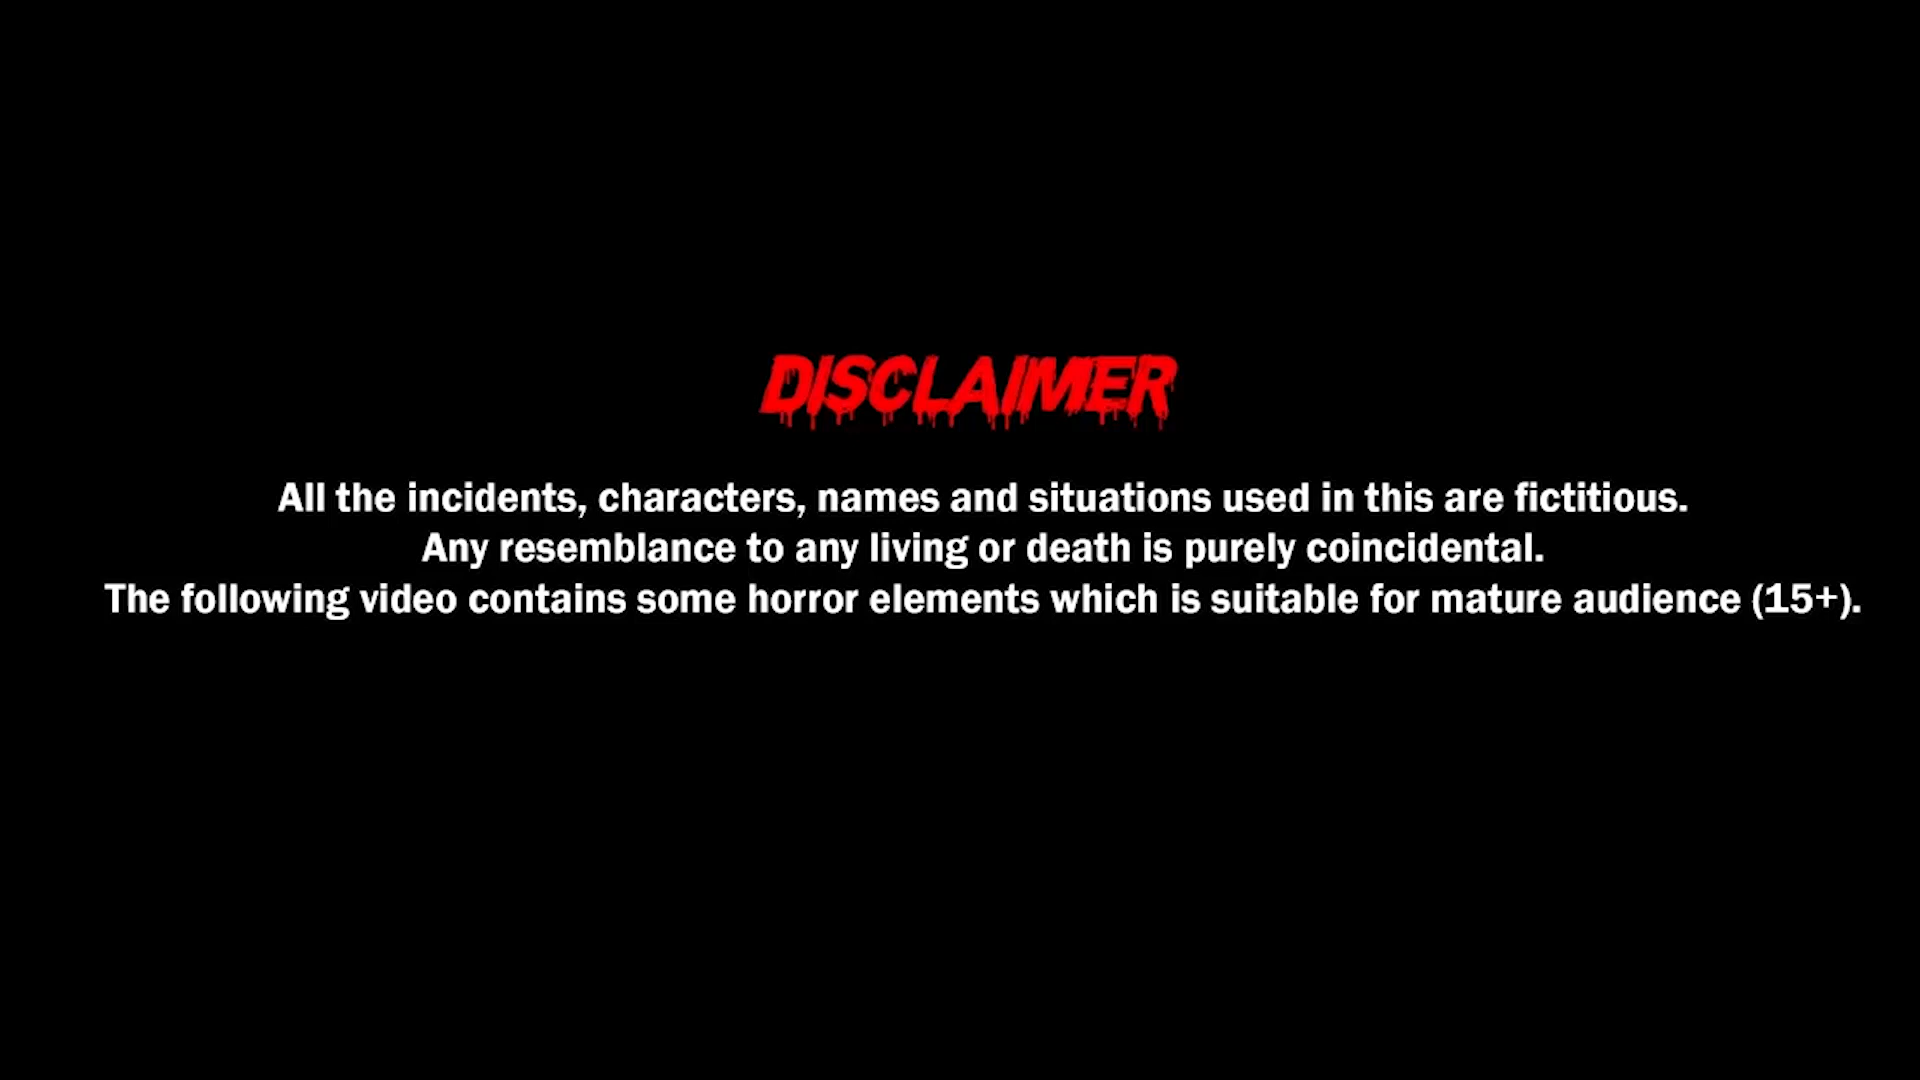 DISCLAIMER
All the incidents, characters, names and situations used in this are fictitious.
Any resemblance to any living or death is purely coincidental.
The following video contains some horror elements which is suitable for mature audience (15+).